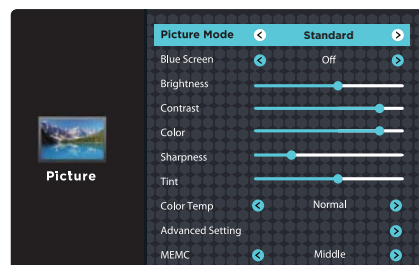 Picture Mode Standard
Blue Screen Off
Brightness
Contrast
Color
Sharpness
Tint
Color Temp Normal
Advanced Setting
MEMC Middle
Picture